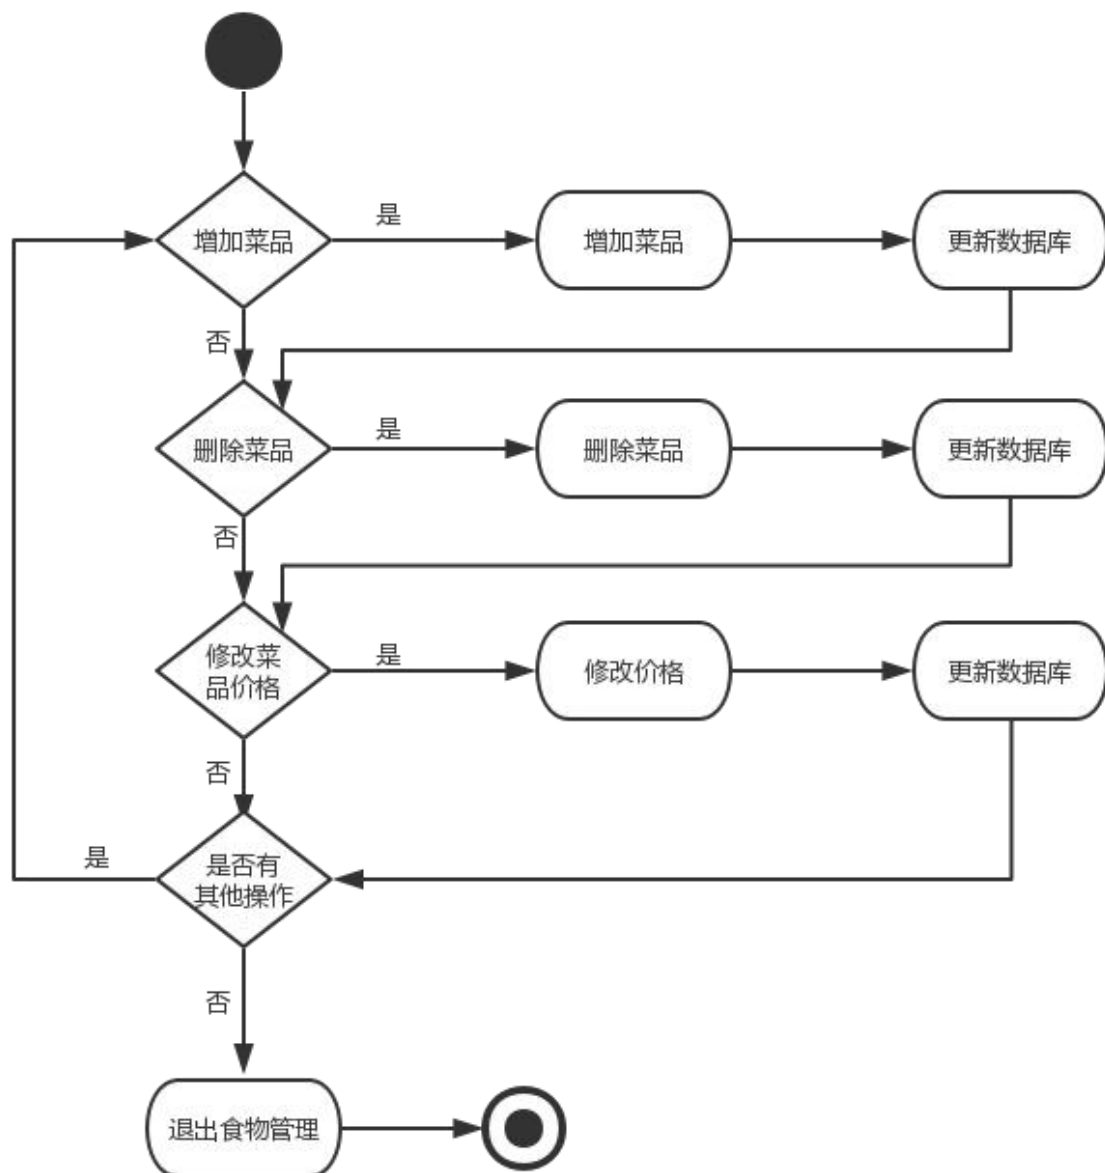 增加菜品
是
增加菜品
更新数据库
否
删除菜品
是
删除菜品
更新数据库
否
修改菜
品价格
是
修改价格
更新数据库
否
是否有
其他操作
是
否
退出食物管理